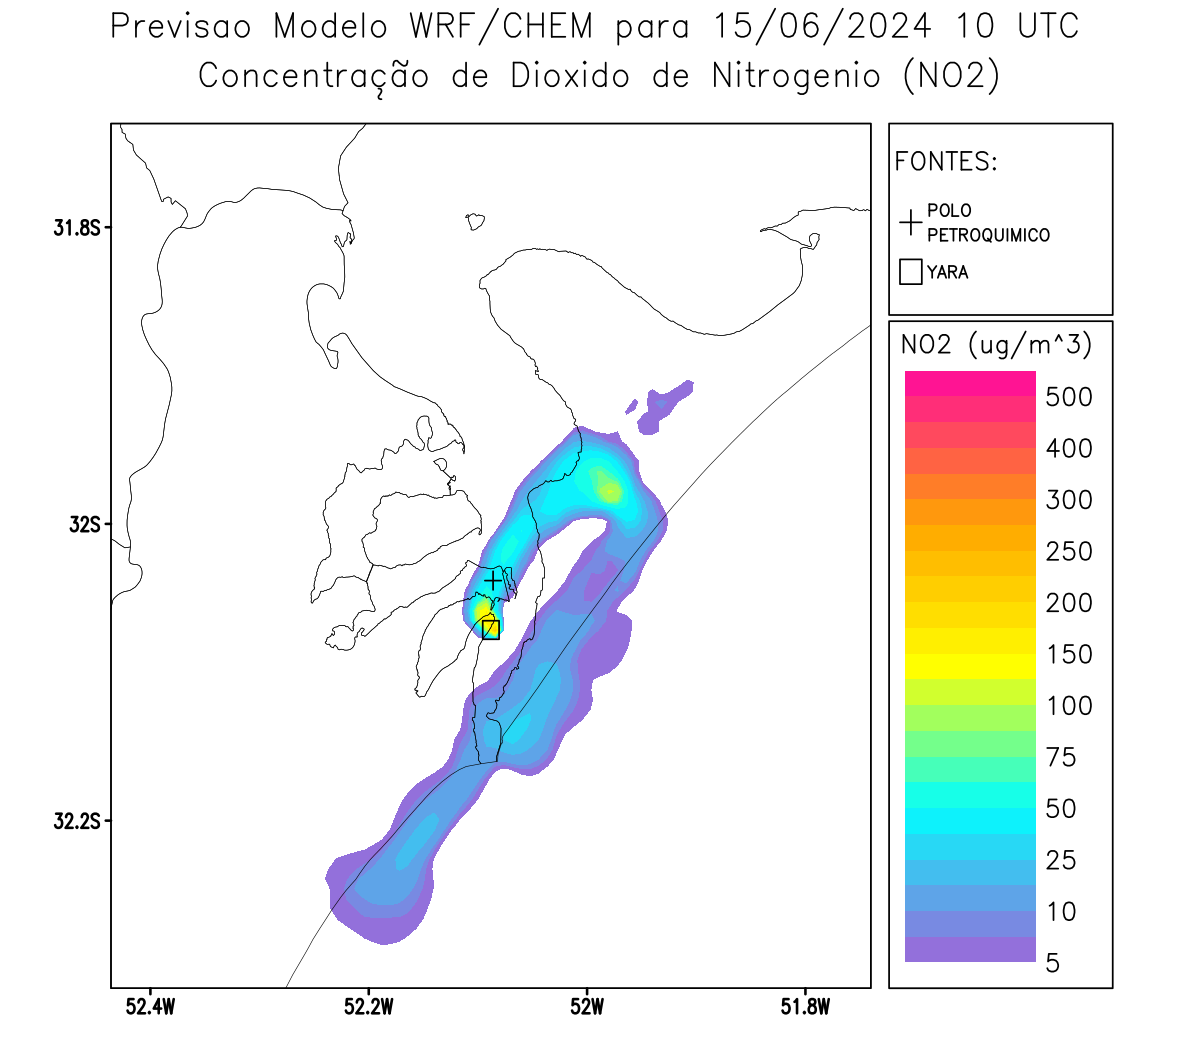 Previsao Modelo WRF/CHEM para 15/06/2024 10 UTC
Concentração de Dioxido de Nitrogenio (NO2)
FONTES:
POLO
PETROQUIMICO
YARA
NO2 (ug/m^3)
500
400
300
250
200
150
100
75
50
25
10
5
31.8S
32S
32.2S
52.4W
52.2W
52W
51.8W